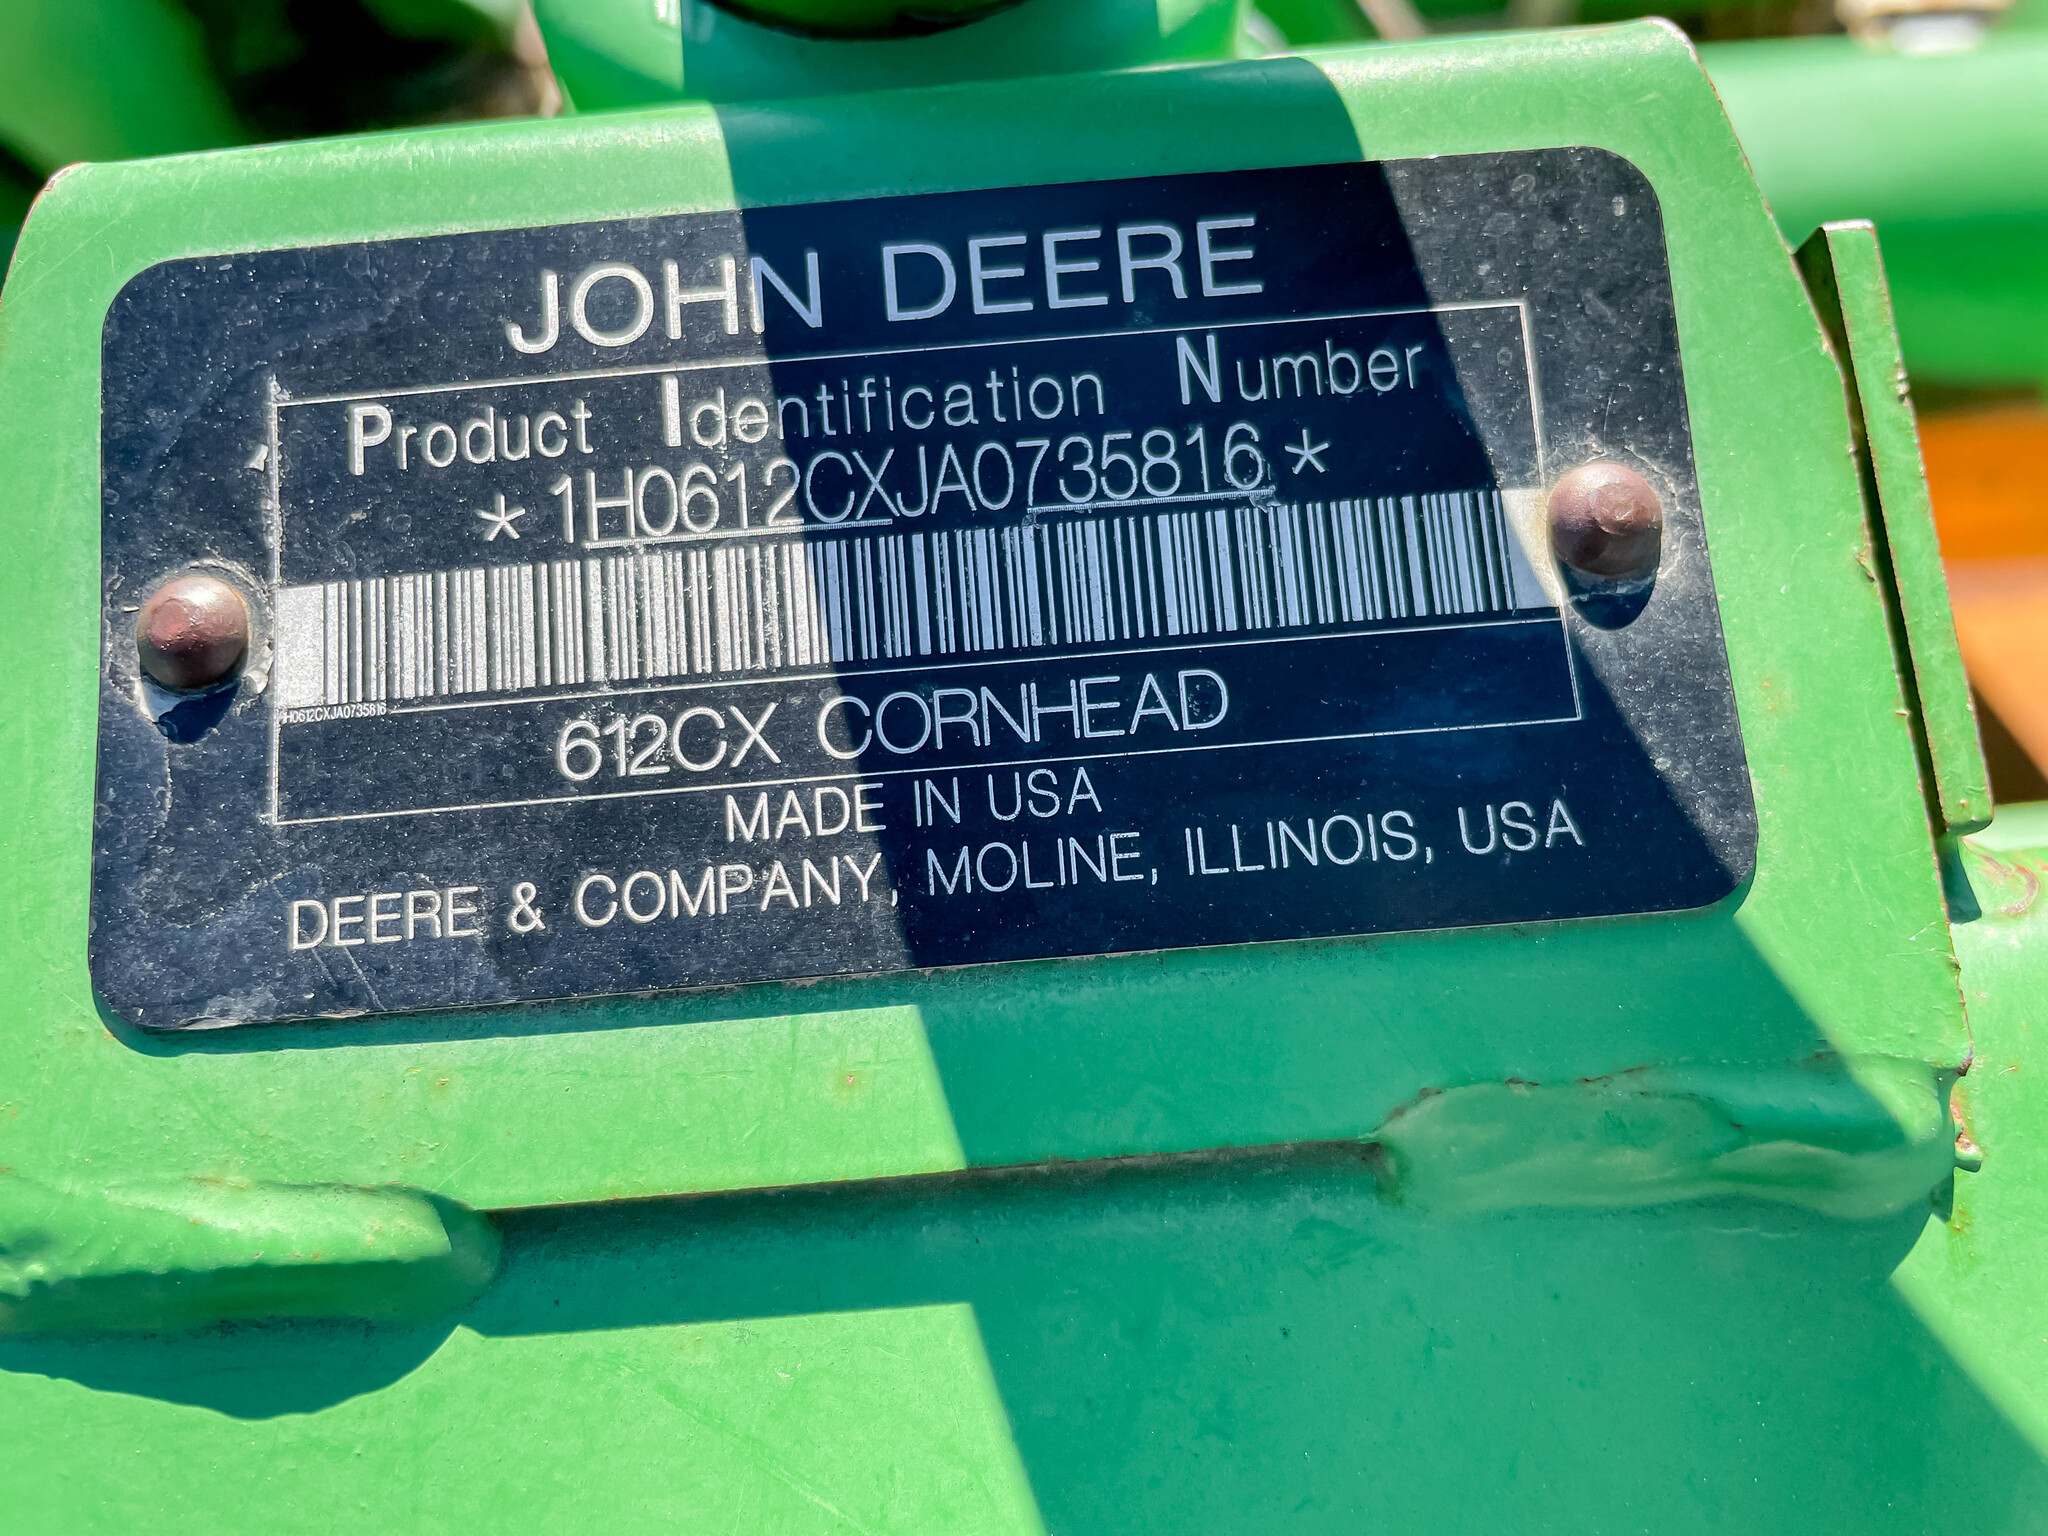 JOHN DEERE
Product Identification Number
*1H0612CXJA0735816*
1H0612CXJA0735816
612CX CORNHEAD
MADE IN USA
DEERE & COMPANY, MOLINE, ILLINOIS, USA